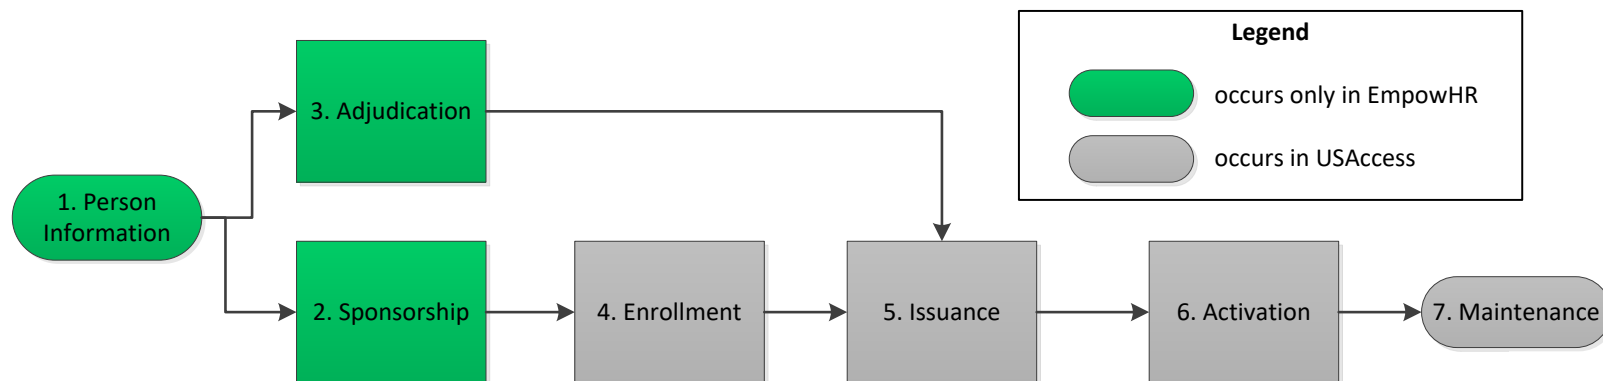 Legend
occurs only in EmpowHR
occurs in USAccess
3. Adjudication
1. Person
Information
2. Sponsorship
4. Enrollment
5. Issuance
6. Activation
7. Maintenance